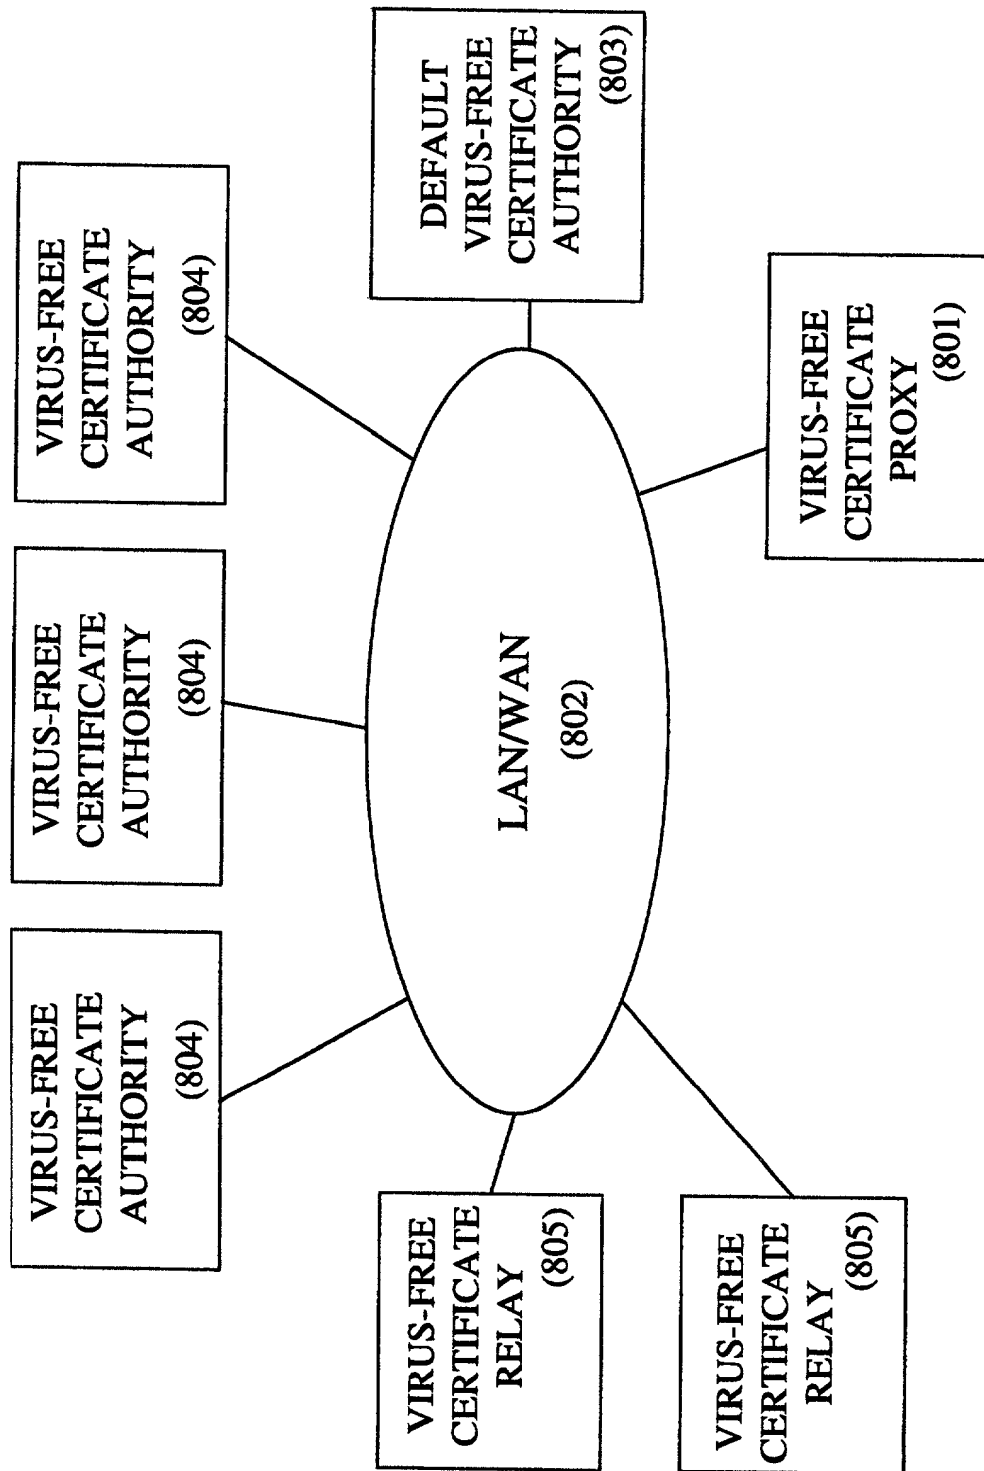 VIRUS-FREE
CERTIFICATE
AUTHORITY
(804)
VIRUS-FREE
CERTIFICATE
AUTHORITY
(804)
VIRUS-FREE
CERTIFICATE
AUTHORITY
(804)
VIRUS-FREE
CERTIFICATE
RELAY
(805)
LAN/WAN
(802)
DEFAULT
VIRUS-FREE
CERTIFICATE
AUTHORITY
(803)
VIRUS-FREE
CERTIFICATE
RELAY
(805)
VIRUS-FREE
CERTIFICATE
PROXY
(801)